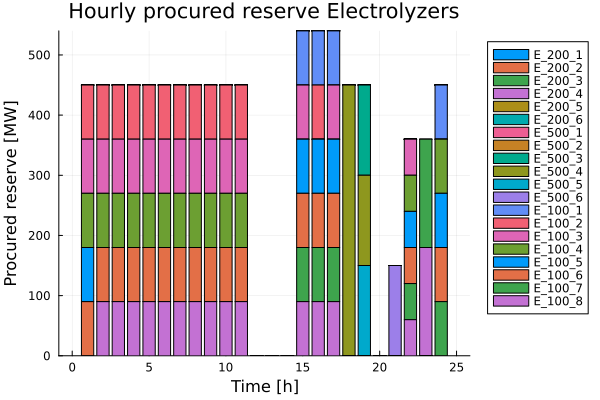 Hourly procured reserve Electrolyzers
Procured reserve [MW]
500
400
300
200
100
0
0 5 10 15 20 25
Time [h]
E_200_1
E_200_2
E_200_3
E_200_4
E_200_5
E_200_6
E_500_1
E_500_2
E_500_3
E_500_4
E_500_5
E_500_6
E_100_1
E_100_2
E_100_3
E_100_4
E_100_5
E_100_6
E_100_7
E_100_8